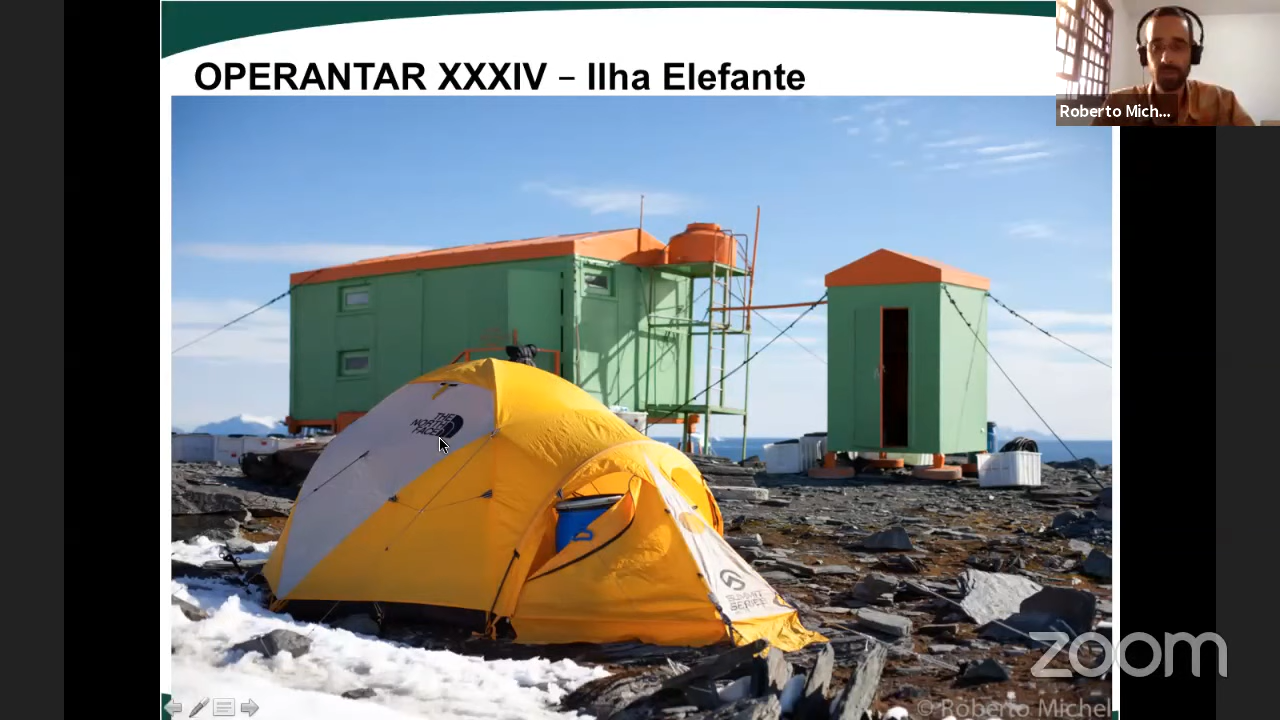 OPERANTAR XXXIV – Ilha Elefante
Roberto Mich...
THE
NORTH
FACE
SUMMIT
SERIES
zoom
© Roberto Michel